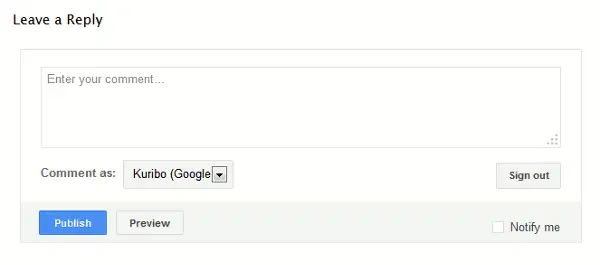 Leave a Reply
Enter your comment...
Comment as: Kuribo (Google Sign out
Publish Preview Notify me